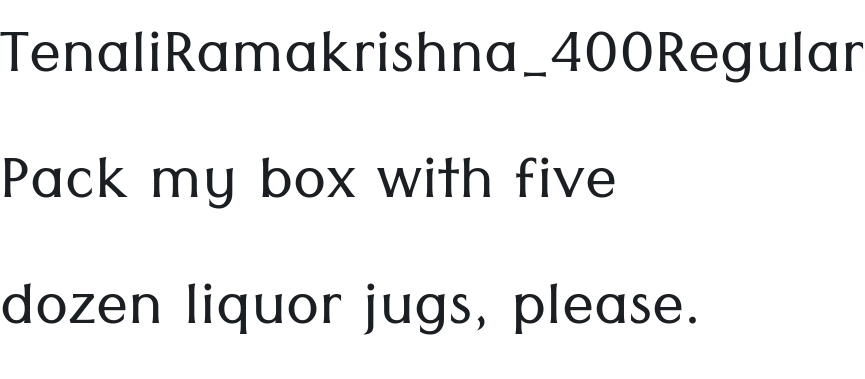 TenaliRamakrishna_400Regular
Pack my box with five
dozen liquor jugs, please.